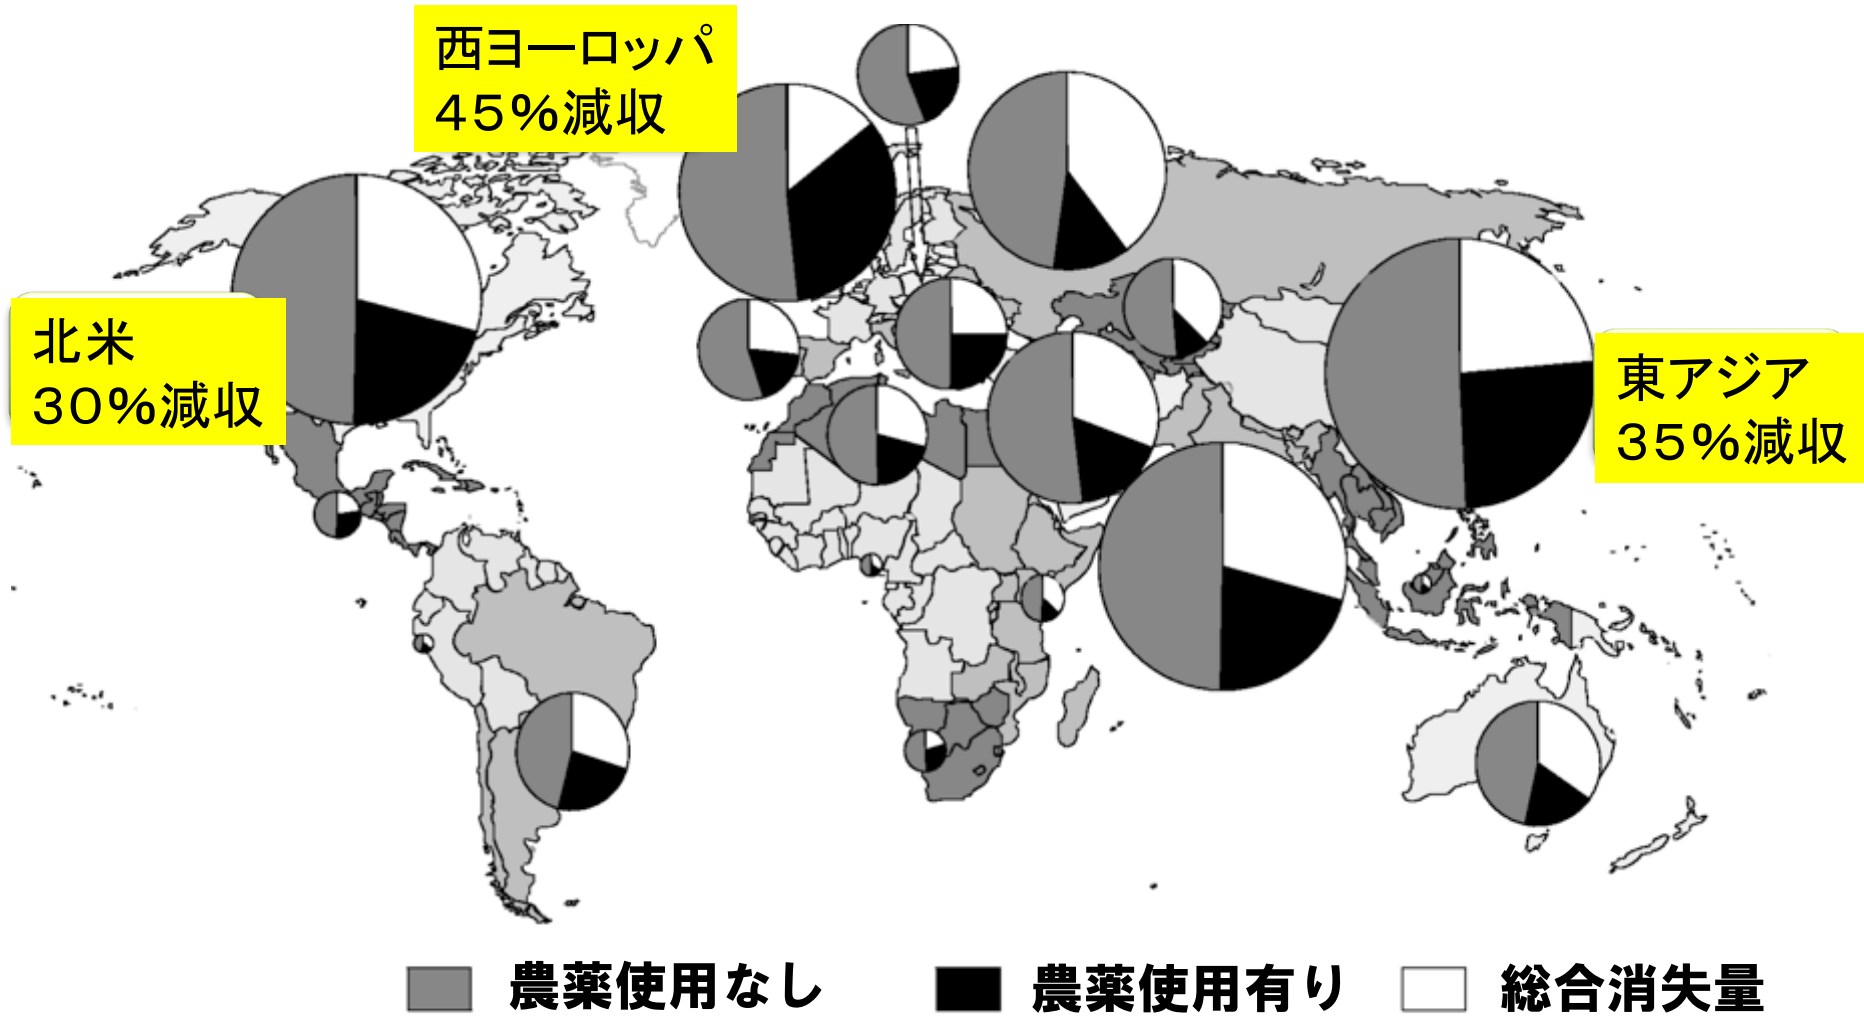 西ヨーロッパ
45%減収
北米
30%減収
東アジア
35%減収
農薬使用なし
農薬使用有り
総合消失量